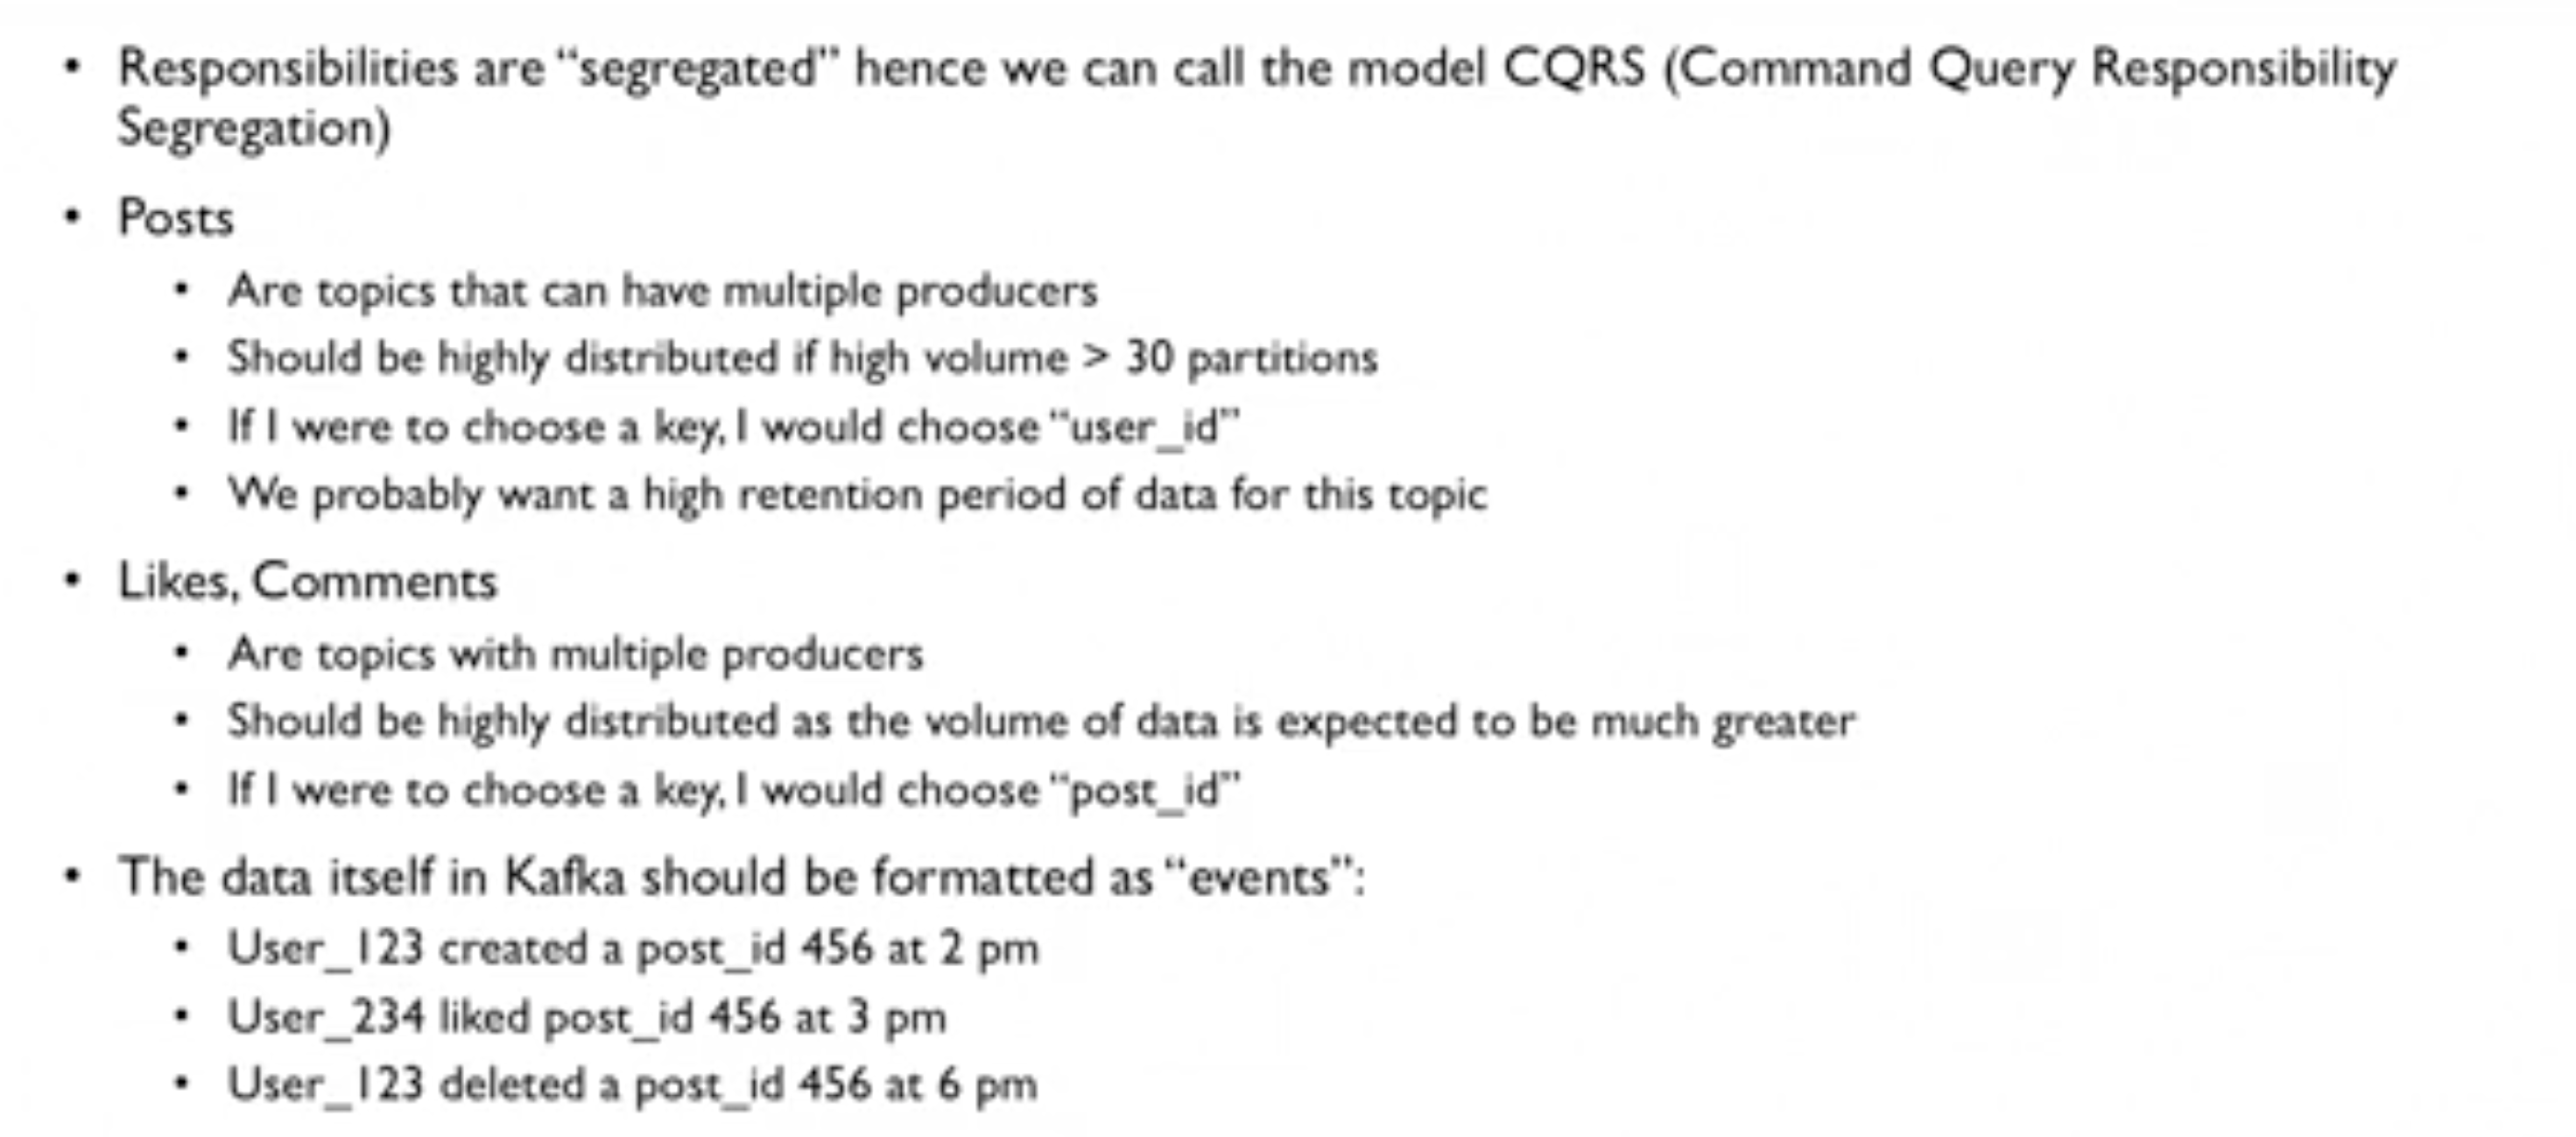 • Responsibilities are “segregated” hence we can call the model CQRS (Command Query Responsibility
Segregation)
• Posts
• Are topics that can have multiple producers
• Should be highly distributed if high volume > 30 partitions
• If I were to choose a key, I would choose “user_id”
• We probably want a high retention period of data for this topic
• Likes, Comments
• Are topics with multiple producers
• Should be highly distributed as the volume of data is expected to be much greater
• If I were to choose a key, I would choose “post_id”
• The data itself in Kafka should be formatted as “events”:
• User_123 created a post_id 456 at 2 pm
• User_234 liked post_id 456 at 3 pm
• User_123 deleted a post_id 456 at 6 pm